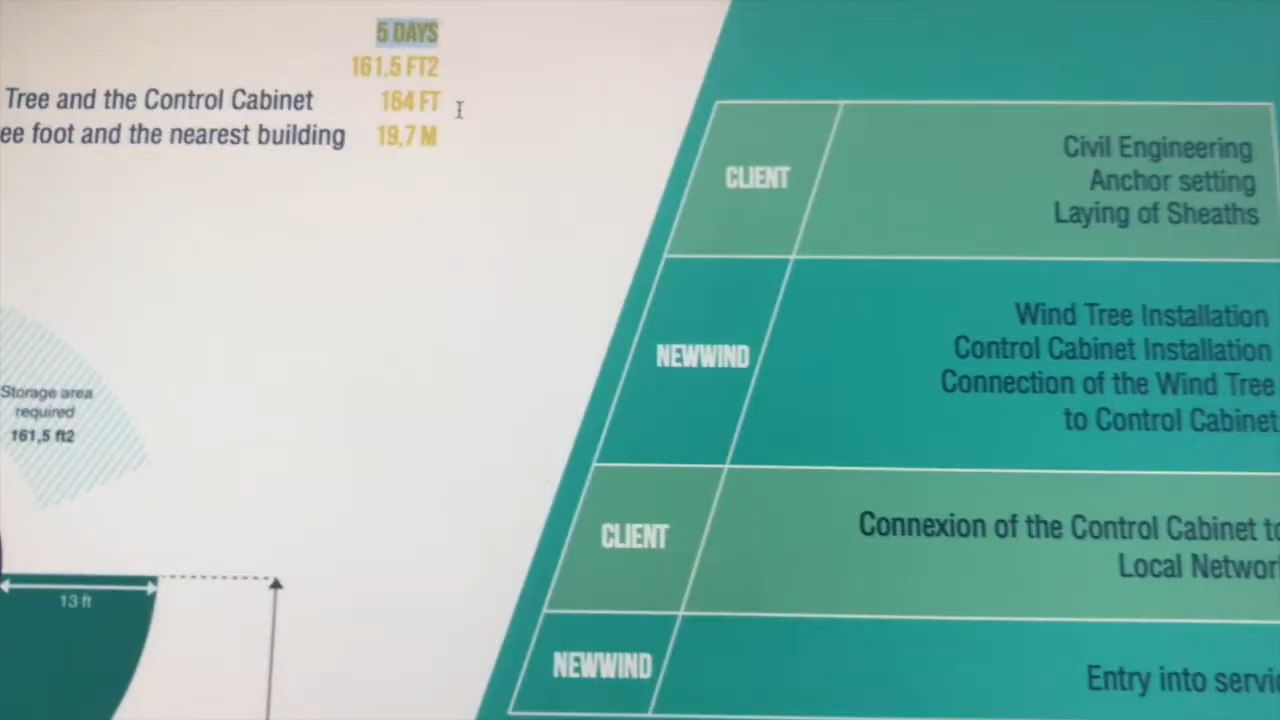 5 DAYS
161,5 FT2
Tree and the Control Cabinet 164 FT
ee foot and the nearest building 19,7 M
Storage area
required
161,5 ft2
13 ft
CLIENT
Civil Engineering
Anchor setting
Laying of Sheaths
NEWWIND
Wind Tree Installation
Control Cabinet Installation
Connection of the Wind Tree
to Control Cabinet
CLIENT
Connexion of the Control Cabinet to
Local Networ
NEWWIND
Entry into servi